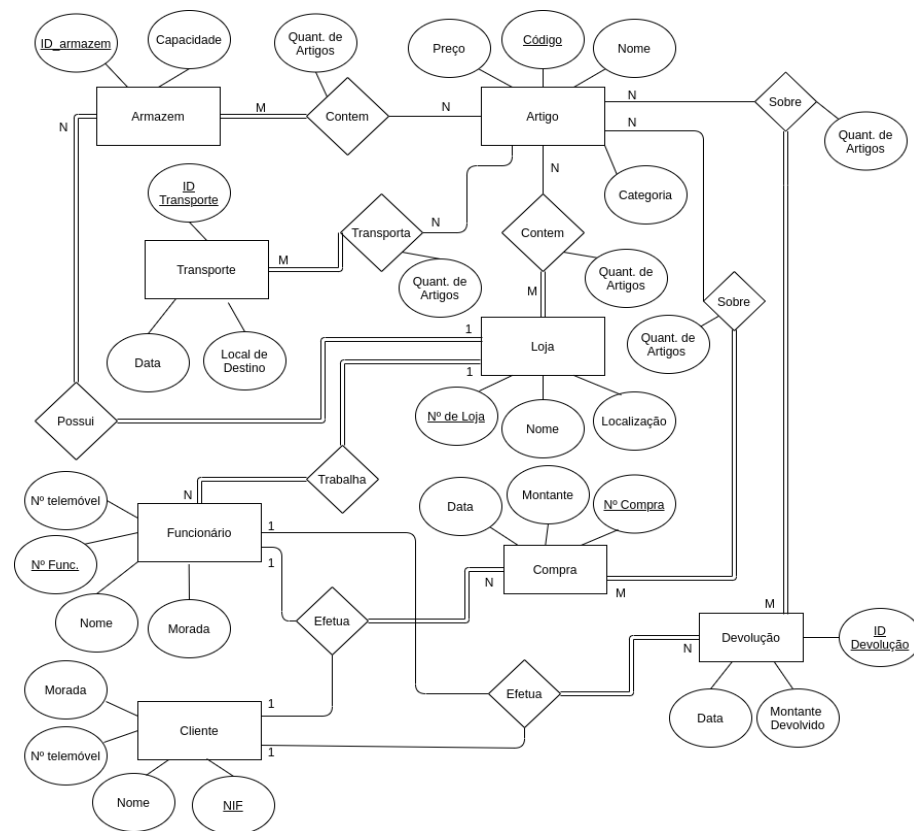 ID_armazem
Capacidade
Quant. de
Artigos
Preço
Código
Nome
N
Armazem
M
Contem
N
Artigo
N
N
Sobre
Quant. de
Artigos
N
Categoria
ID
Transporte
Transporte
M
Transporta
N
Quant. de
Artigos
Contem
Quant. de
Artigos
M
Sobre
Quant. de
Artigos
Data
Local de
Destino
1
1
Loja
Nº de Loja
Nome
Localização
Possui
Trabalha
N
Nº telemóvel
Nº Func.
Nome
Morada
Funcionário
1
1
Data
Montante
Nº Compra
Compra
N
M
Efetua
M
Devolução
N
ID
Devolução
Data
Montante
Devolvido
Efetua
Morada
Nº telemóvel
Cliente
1
1
Nome
NIF